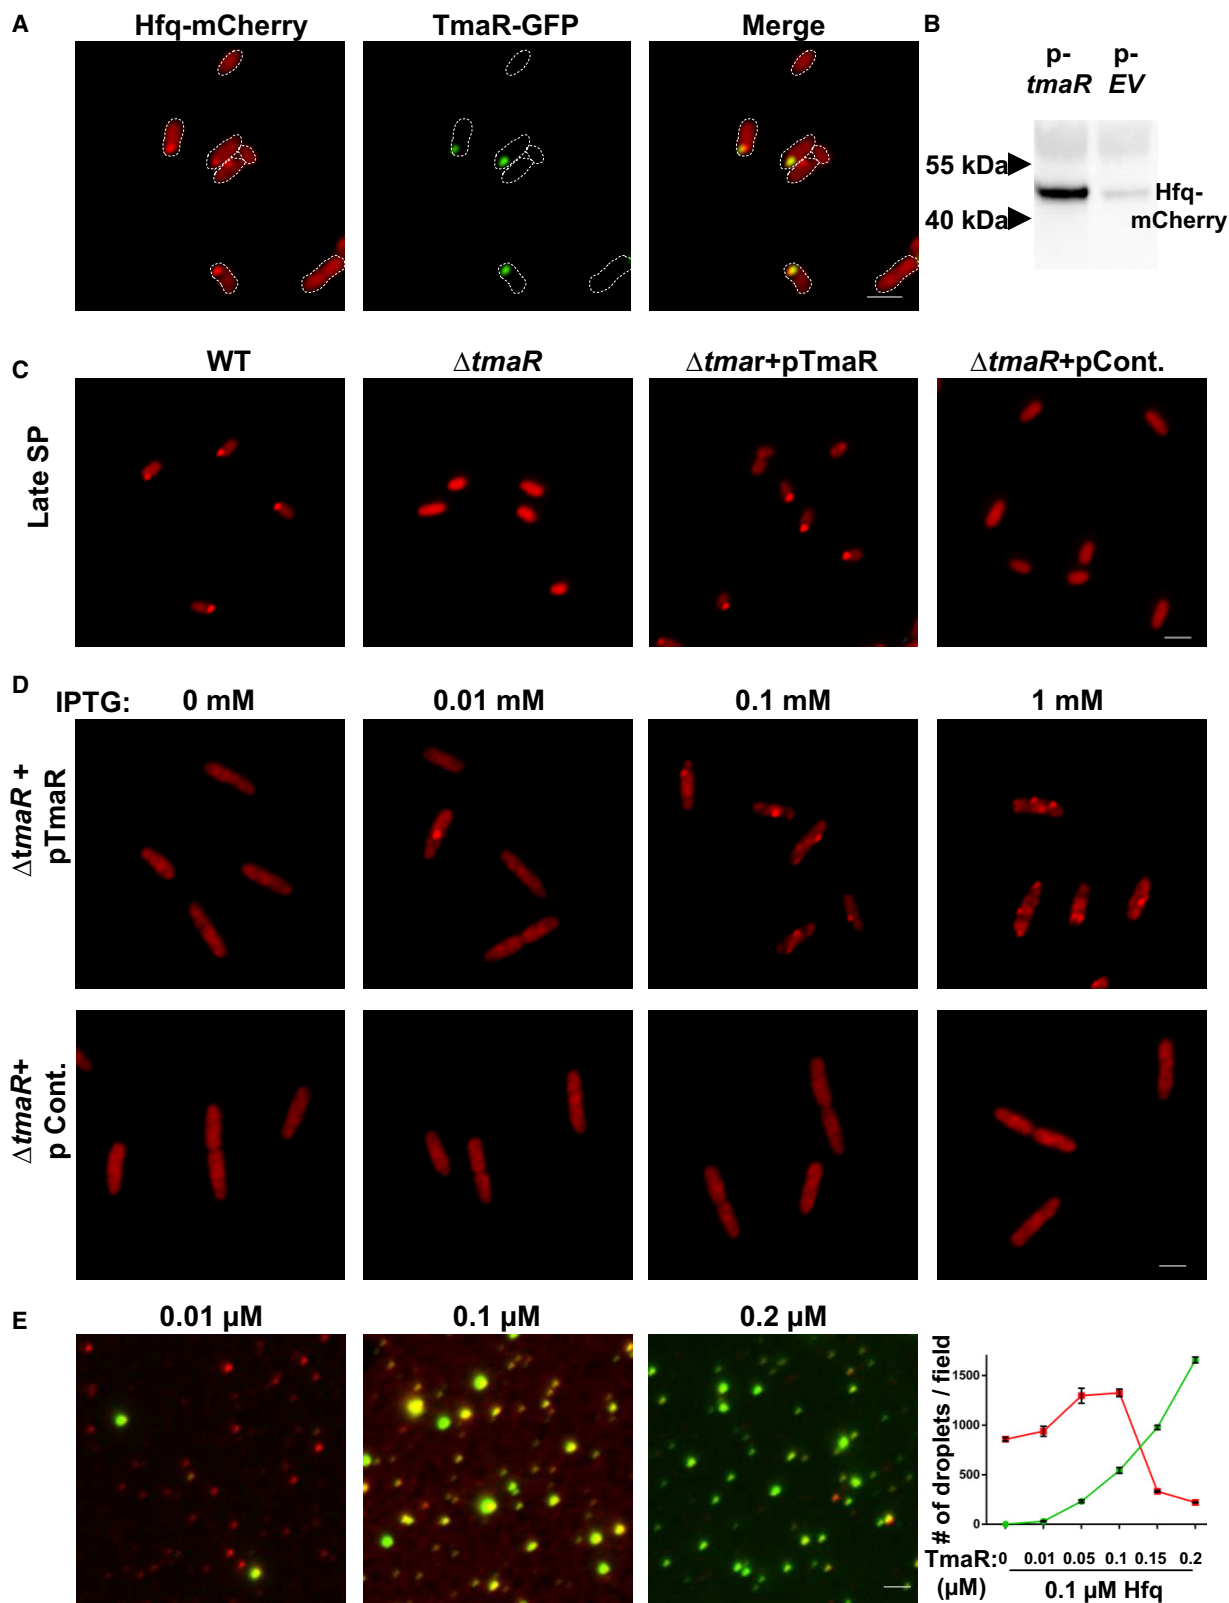 A
Hfq-mCherry
TmaR-GFP
Merge
B
p-
tmaR
p-
EV
55 kDa
40 kDa
Hfq-
mCherry
C
WT
ΔtmaR
Δtmar+pTmaR
ΔtmaR+pCont.
Late SP
D
IPTG:
0 mM
0.01 mM
0.1 mM
1 mM
ΔtmaR +
pTmaR
ΔtmaR+
p Cont.
E
0.01 µM
0.1 µM
0.2 µM
# of droplets / field
1500
1000
500
0
TmaR:
0
0.01
0.05
0.1
0.15
0.2
(µM)
0.1 µM Hfq